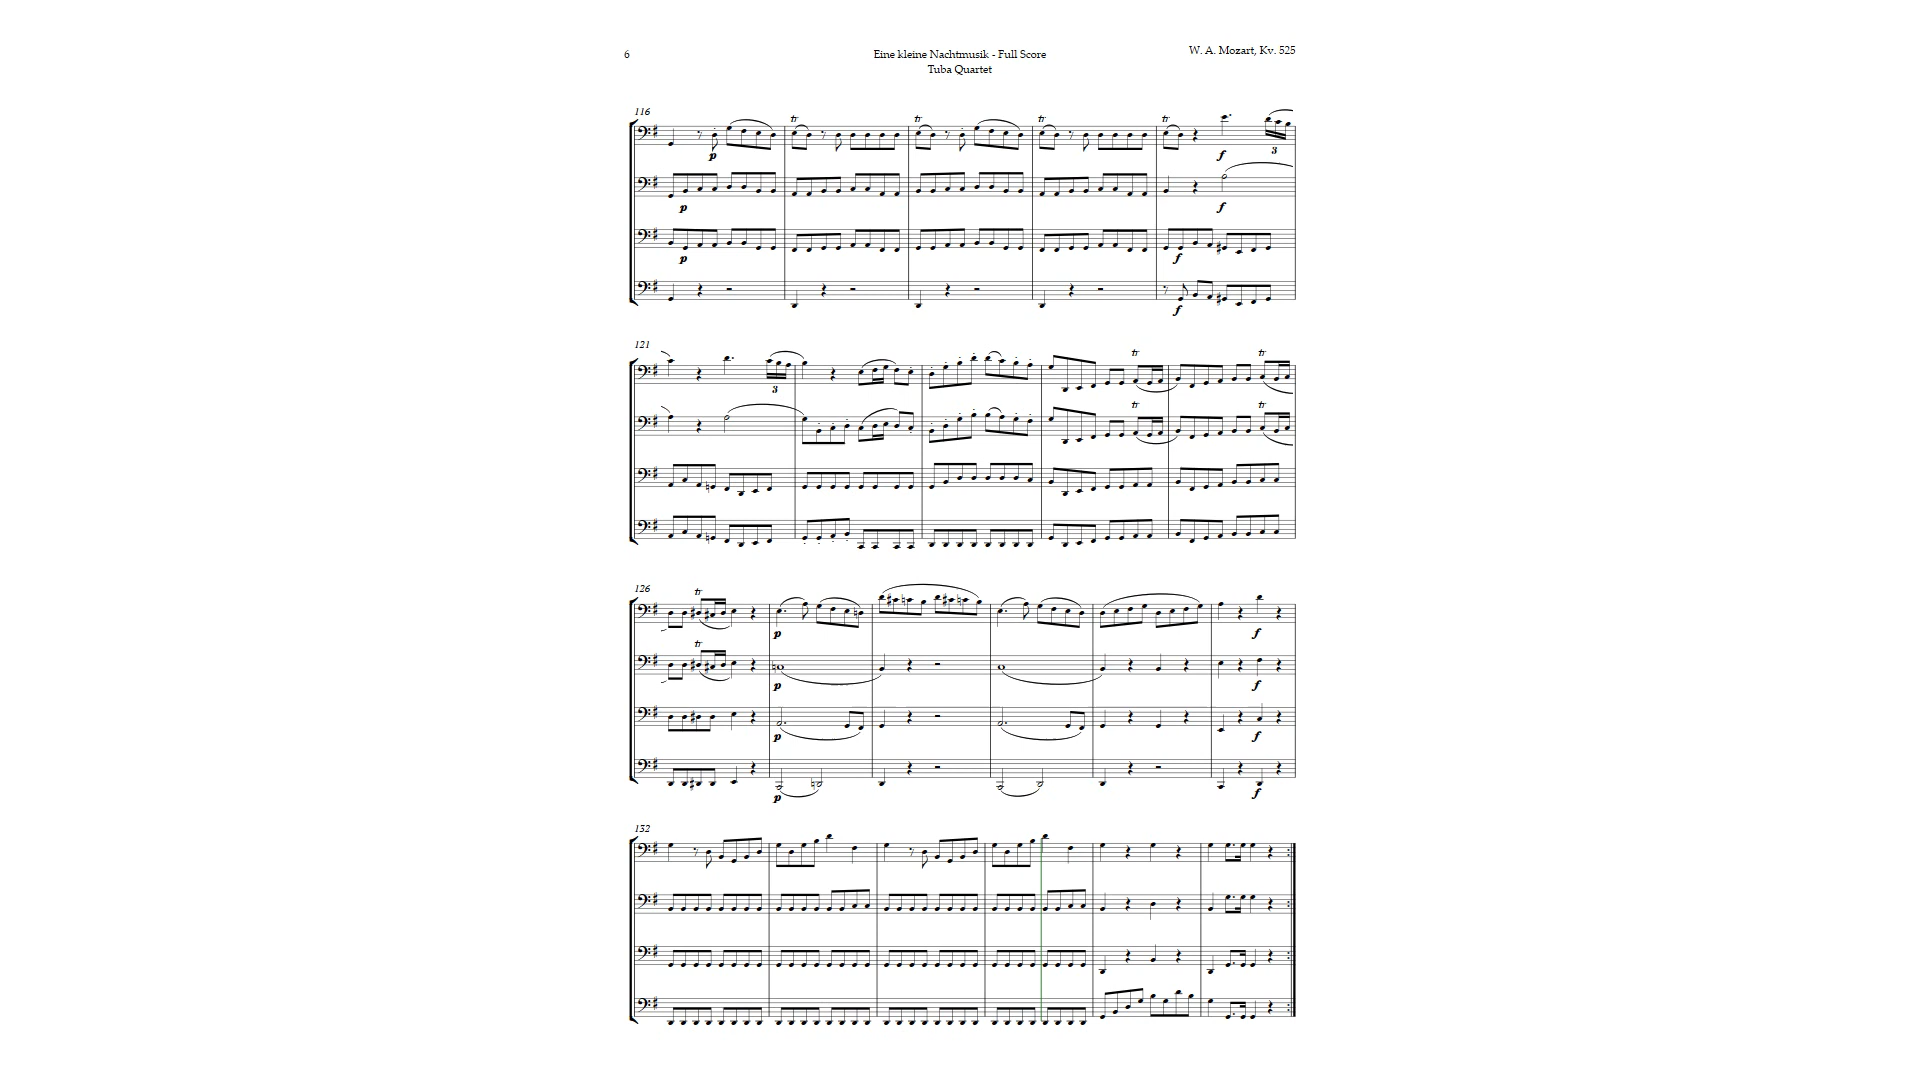 6
Eine kleine Nachtmusik - Full Score
W. A. Mozart, Kv. 525
Tuba Quartet
116
tr tr tr tr
p f 3
p f
p f
f
121
tr tr
3
tr tr
126
tr
p f
tr
p f
p f
p f
132